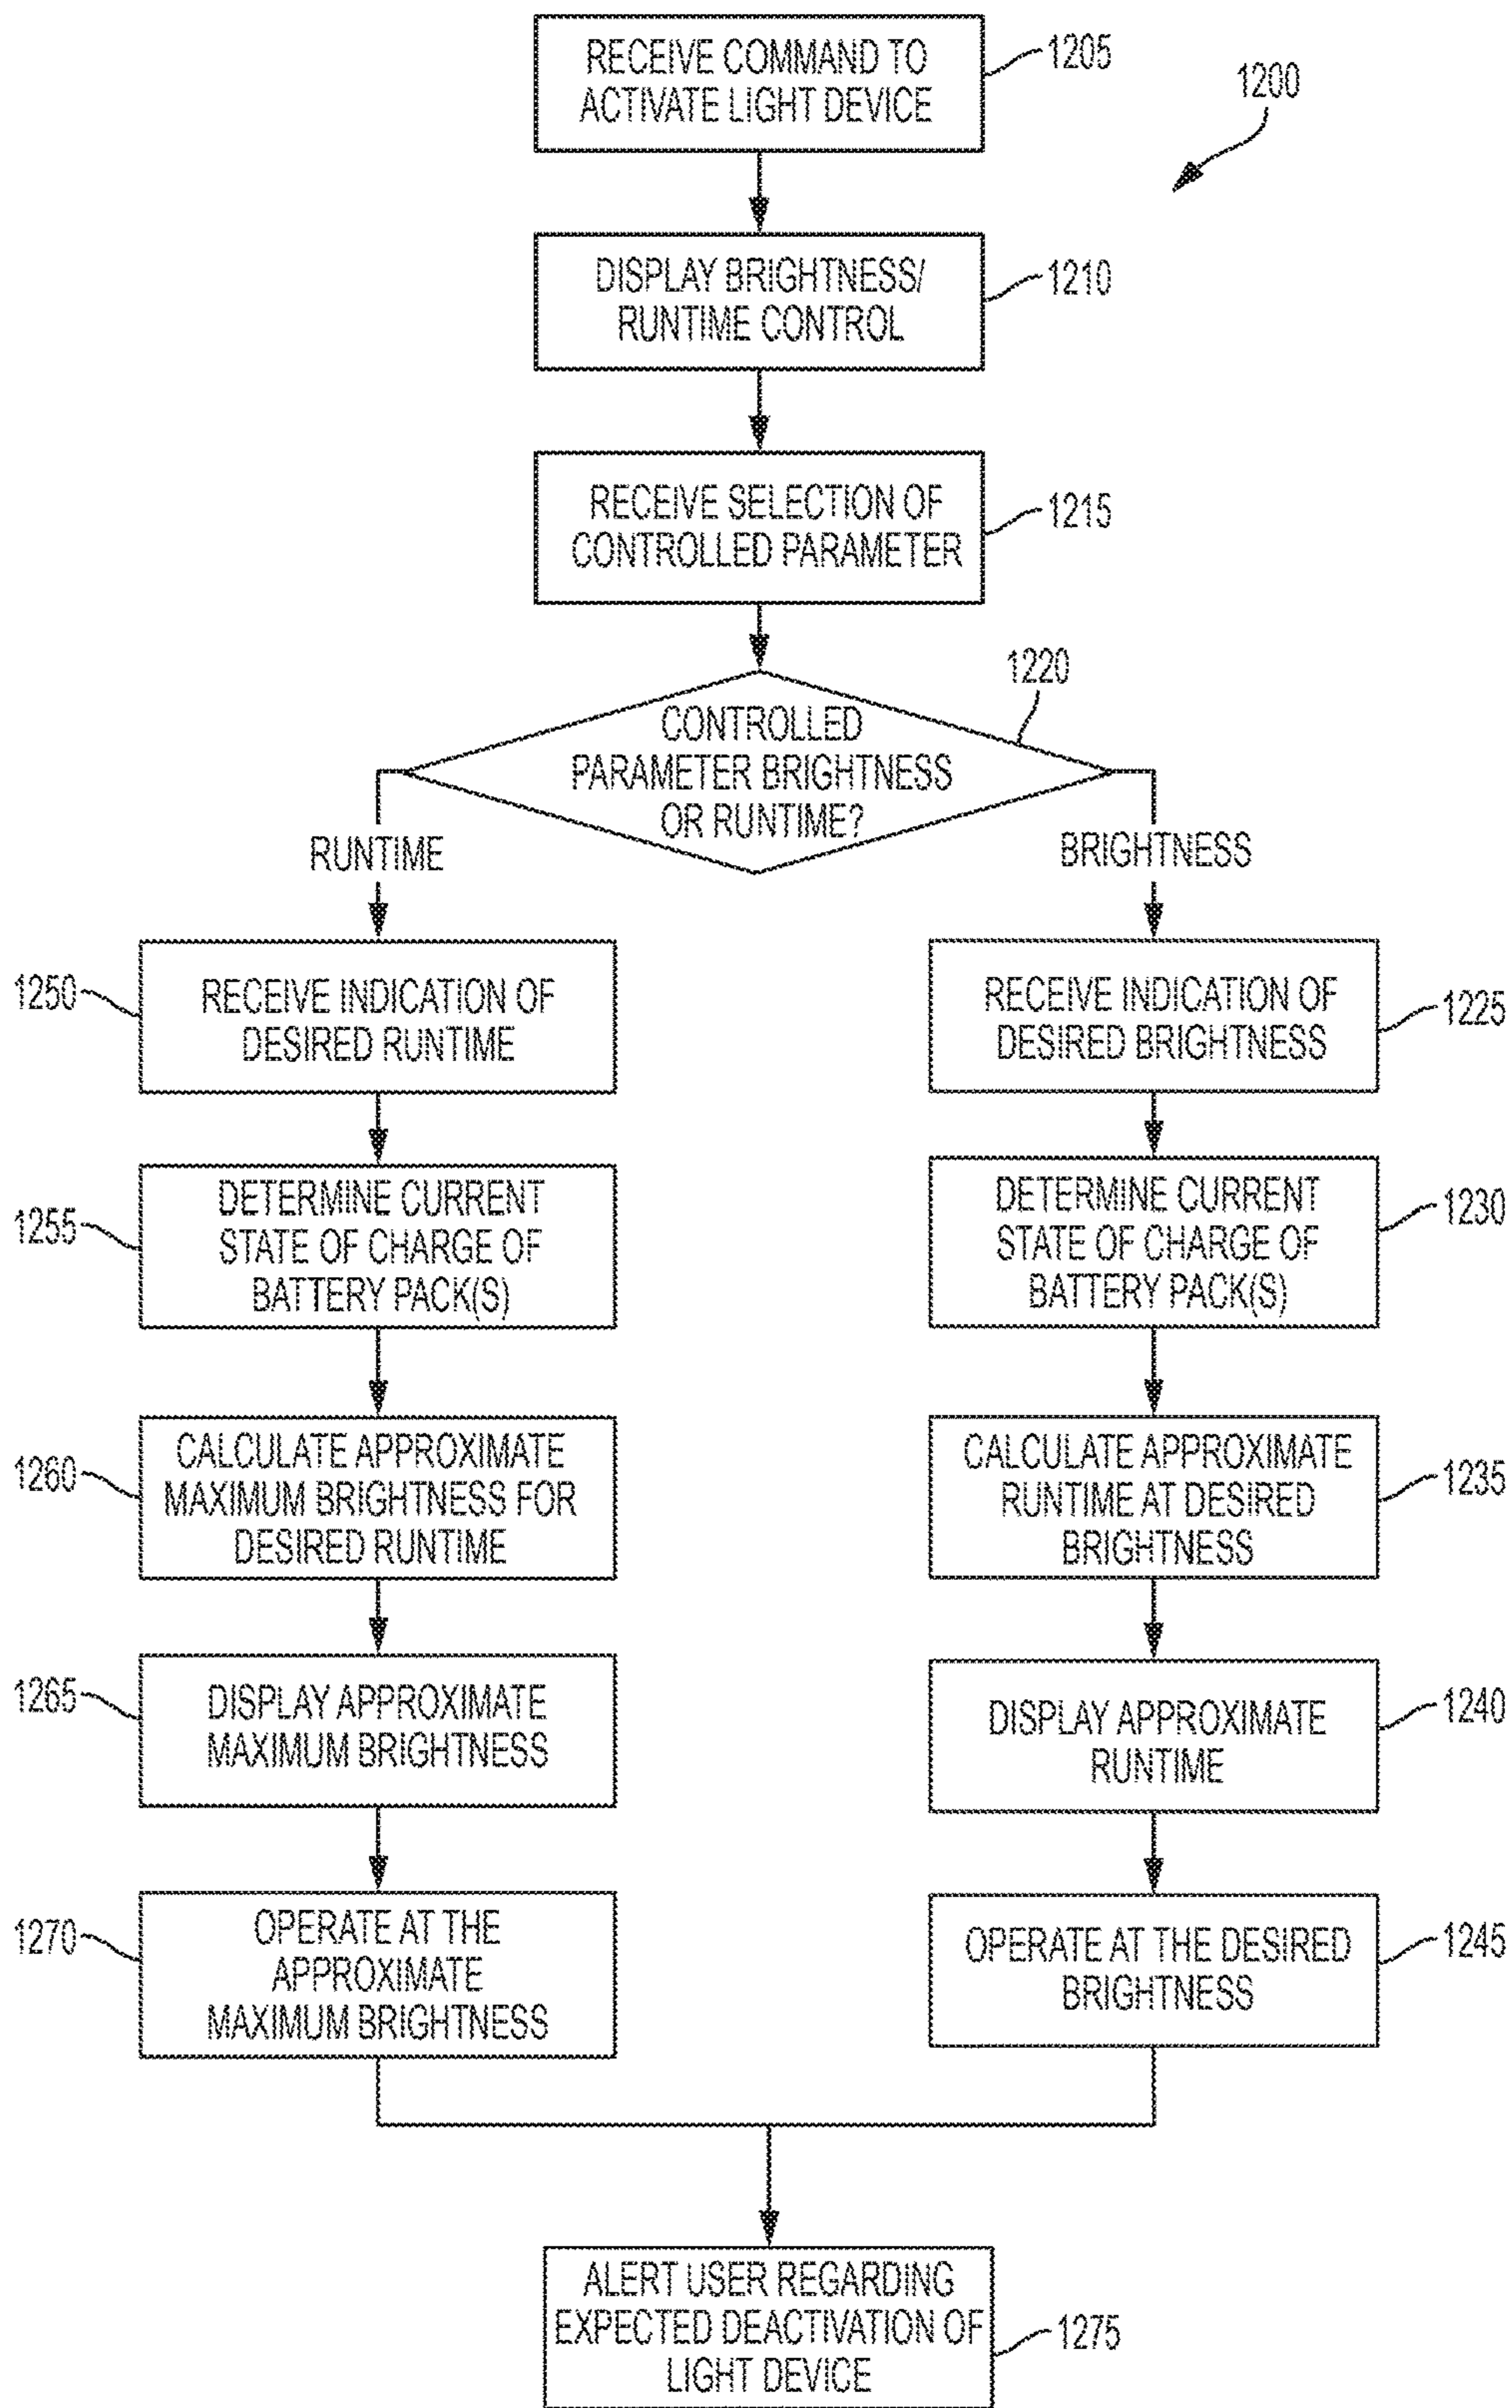 RECEIVE COMMAND TO
ACTIVATE LIGHT DEVICE
1205
1200
DISPLAY BRIGHTNESS/
RUNTIME CONTROL
1210
RECEIVE SELECTION OF
CONTROLLED PARAMETER
1215
1220
CONTROLLED
PARAMETER BRIGHTNESS
OR RUNTIME?
RUNTIME
BRIGHTNESS
1250
RECEIVE INDICATION OF
DESIRED RUNTIME
1255
DETERMINE CURRENT
STATE OF CHARGE OF
BATTERY PACK(S)
1260
CALCULATE APPROXIMATE
MAXIMUM BRIGHTNESS FOR
DESIRED RUNTIME
1265
DISPLAY APPROXIMATE
MAXIMUM BRIGHTNESS
1270
OPERATE AT THE
APPROXIMATE
MAXIMUM BRIGHTNESS
RECEIVE INDICATION OF
DESIRED BRIGHTNESS
1225
DETERMINE CURRENT
STATE OF CHARGE OF
BATTERY PACK(S)
1230
CALCULATE APPROXIMATE
RUNTIME AT DESIRED
BRIGHTNESS
1235
DISPLAY APPROXIMATE
RUNTIME
1240
OPERATE AT THE DESIRED
BRIGHTNESS
1245
ALERT USER REGARDING
EXPECTED DEACTIVATION OF
LIGHT DEVICE
1275